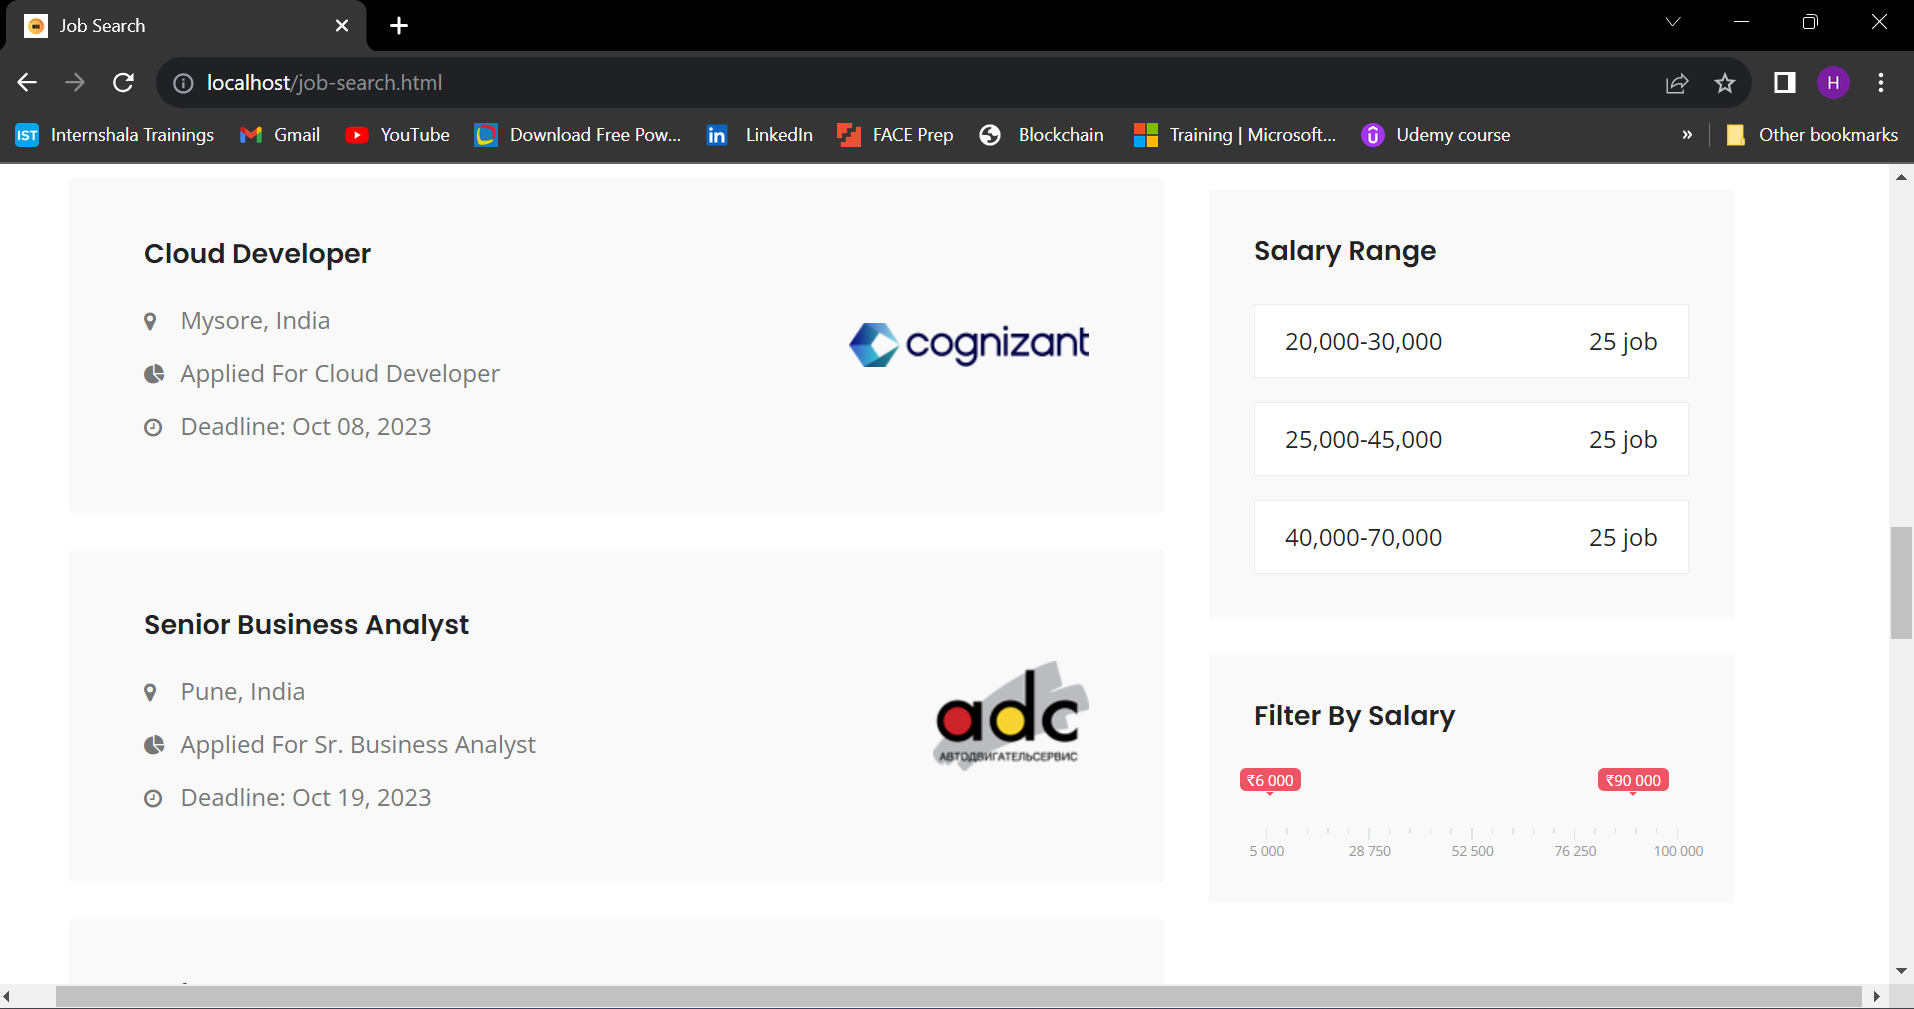 Job Search
localhost/job-search.html
H
IST Internshala Trainings Gmail YouTube Download Free Pow... in LinkedIn FACE Prep Blockchain Training | Microsoft... Udemy course » Other bookmarks
Cloud Developer
Mysore, India
Applied For Cloud Developer
Deadline: Oct 08, 2023
cognizant
Senior Business Analyst
Pune, India
Applied For Sr. Business Analyst
Deadline: Oct 19, 2023
adc
АВТОДВИГАТЕЛЬСЕРВИС
Salary Range
20,000-30,000 25 job
25,000-45,000 25 job
40,000-70,000 25 job
Filter By Salary
₹6 000 ₹90 000
5 000 28 750 52 500 76 250 100 000